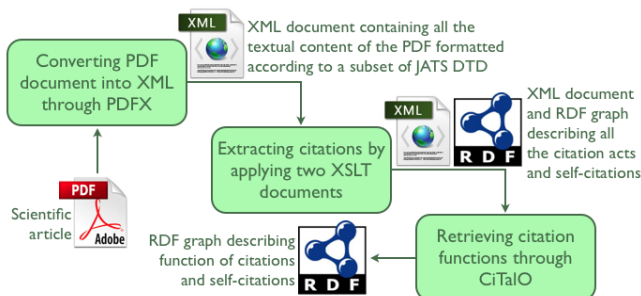 Converting PDF
document into XML
through PDFX
XML
XML document containing all the
textual content of the PDF formatted
according to a subset of JATS DTD
PDF
Adobe
Scientific
article
Extracting citations by
applying two XSLT
documents
XML
RDF
XML document
and RDF graph
describing all
the citation acts
and self-citations
Retrieving citation
functions through
CiTalO
RDF
RDF graph describing
function of citations
and self-citations